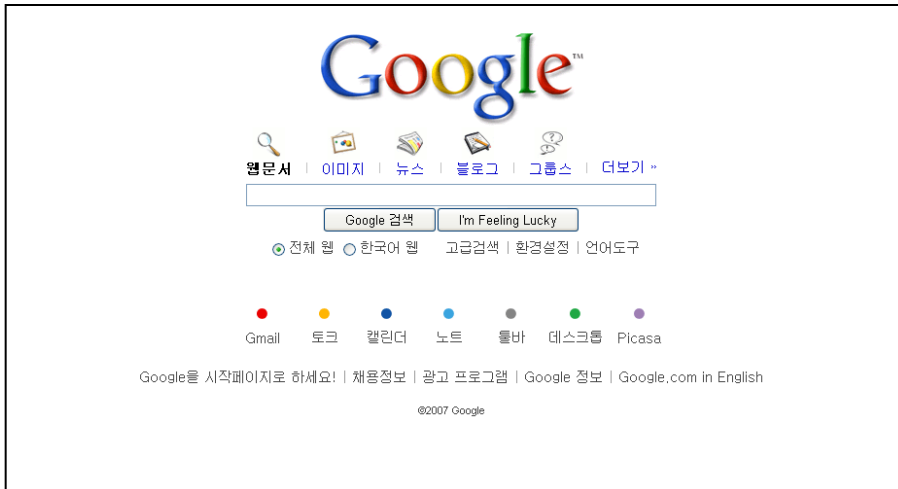 Google™
웹문서 | 이미지 | 뉴스 | 블로그 | 그룹스 | 더보기 »
Google 검색 I'm Feeling Lucky
전체 웹 한국어 웹 고급검색 | 환경설정 | 언어도구
Gmail 토크 캘린더 노트 툴바 데스크톱 Picasa
Google을 시작페이지로 하세요! | 채용정보 | 광고 프로그램 | Google 정보 | Google.com in English
©2007 Google